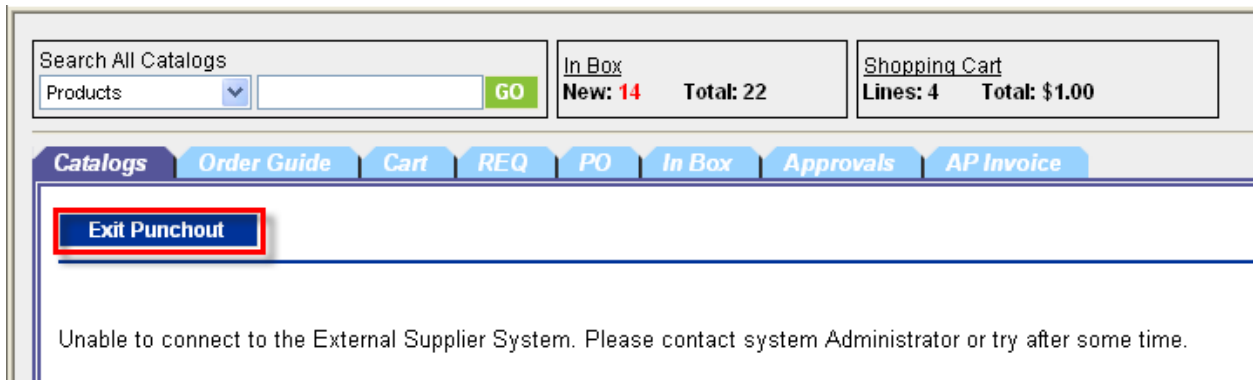 Search All Catalogs
Products GO
In Box
New: 14 Total: 22
Shopping Cart
Lines: 4 Total: $1.00
Catalogs Order Guide Cart REQ PO In Box Approvals AP Invoice
Exit Punchout
Unable to connect to the External Supplier System. Please contact system Administrator or try after some time.